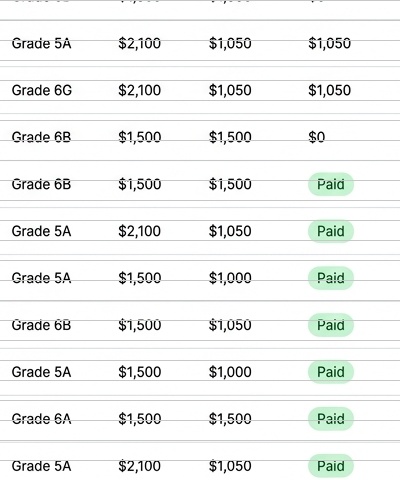 Grade 5A $2,100 $1,050 $1,050
Grade 6G $2,100 $1,050 $1,050
Grade 6B $1,500 $1,500 $0
Grade 6B $1,500 $1,500 Paid
Grade 5A $2,100 $1,050 Paid
Grade 5A $1,500 $1,000 Paid
Grade 6B $1,500 $1,050 Paid
Grade 5A $1,500 $1,000 Paid
Grade 6A $1,500 $1,500 Paid
Grade 5A $2,100 $1,050 Paid